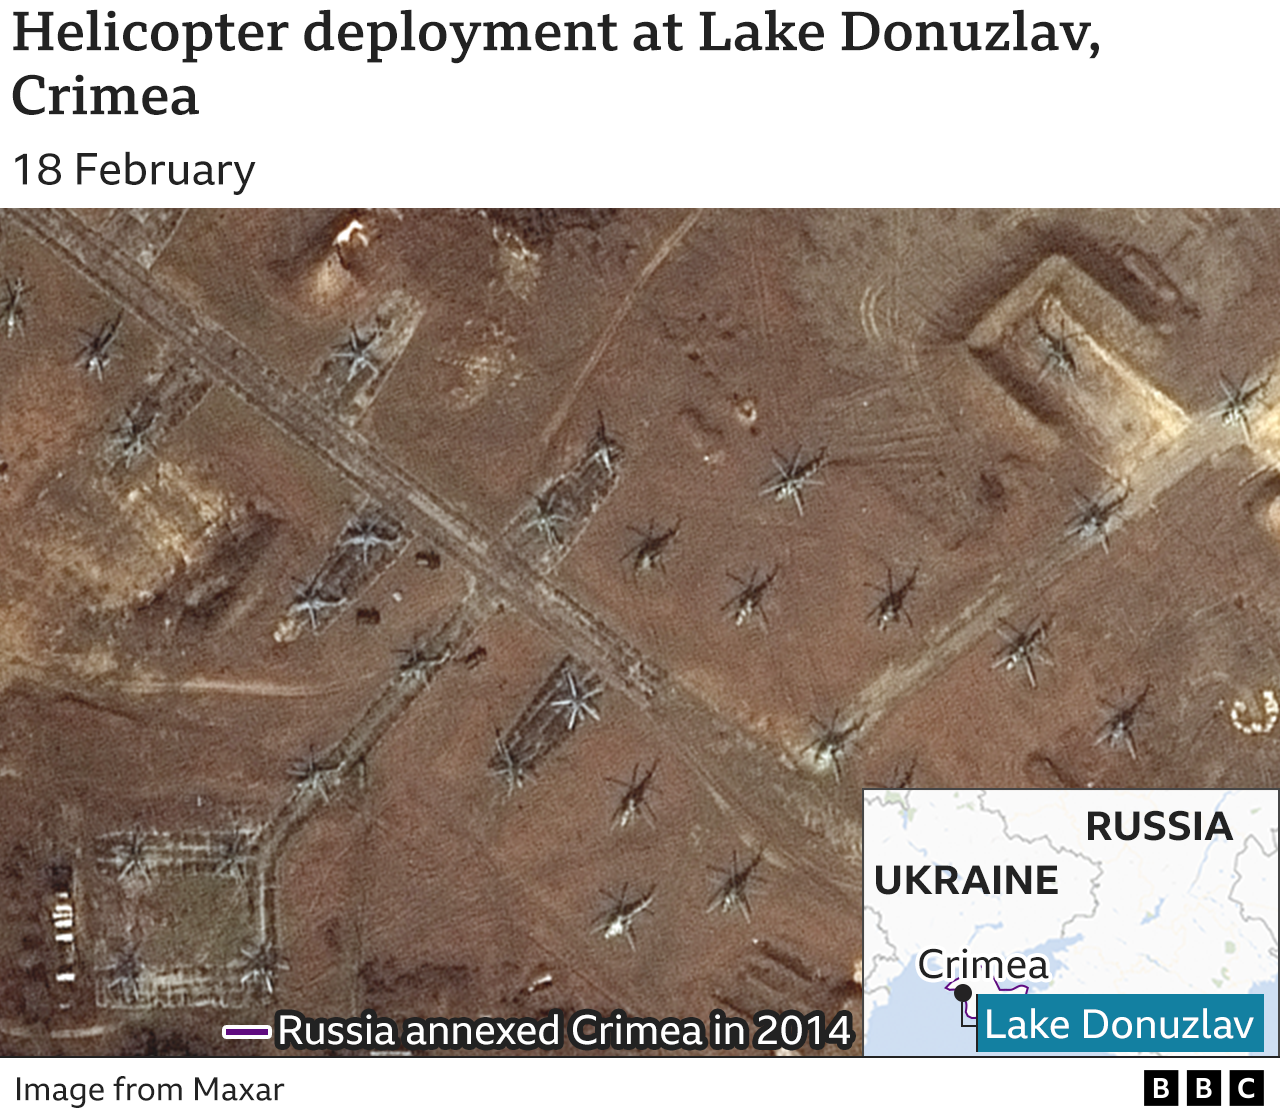 Helicopter deployment at Lake Donuzlav,
Crimea
18 February
RUSSIA
UKRAINE
Crimea
Lake Donuzlav
Russia annexed Crimea in 2014
Image from Maxar
BBC